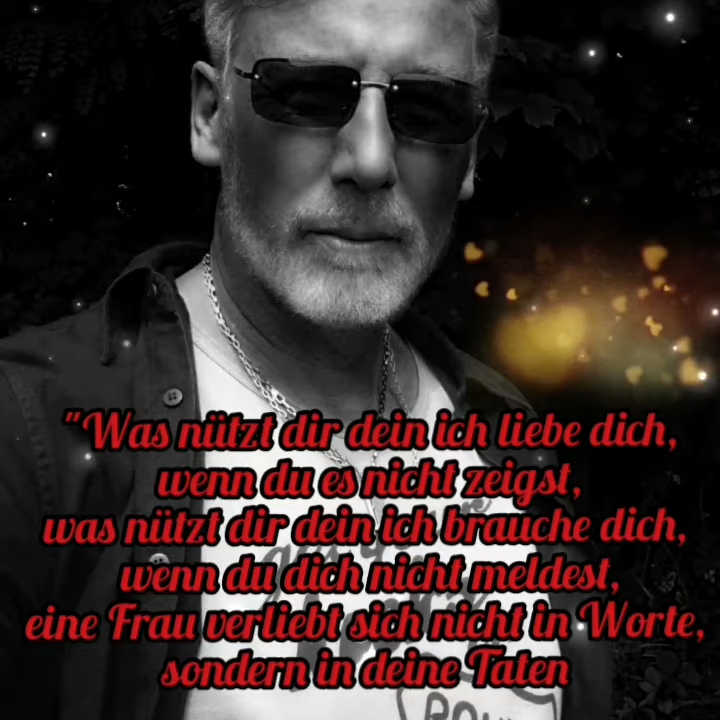 "Was nützt dir dein ich liebe dich,
wenn du es nicht zeigst,
was nützt dir dein ich brauche dich,
wenn du dich nicht meldest,
eine Frau verliebt sich nicht in Worte,
sondern in deine Taten